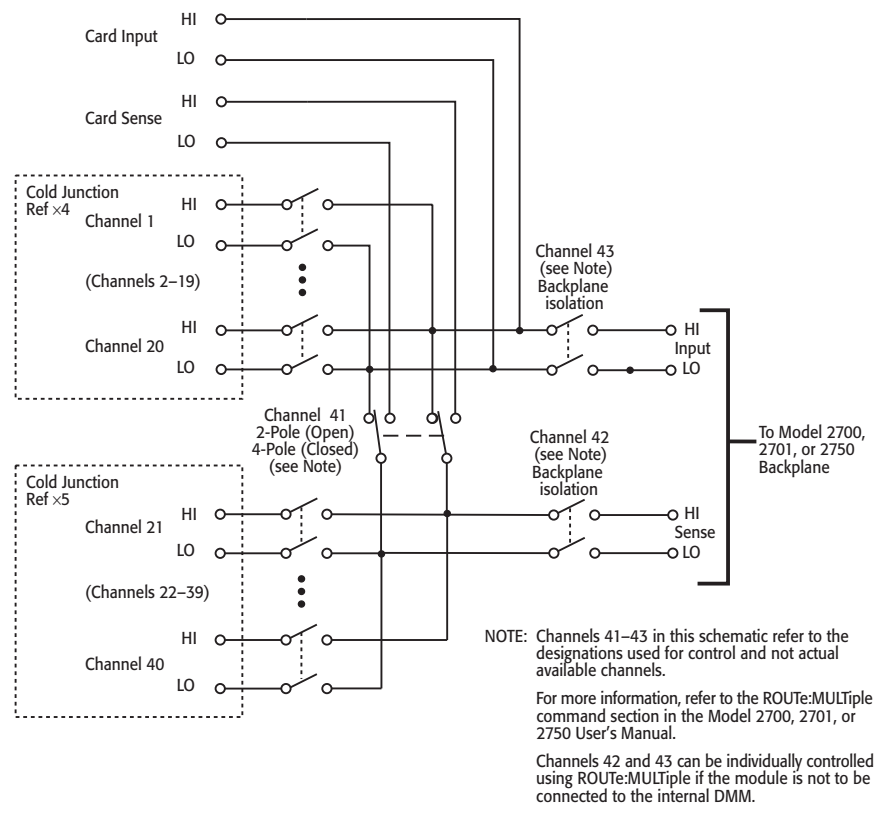 HI
Card Input
LO
HI
Card Sense
LO
Cold Junction
Ref ×4
HI
Channel 1
LO
(Channels 2–19)
HI
Channel 20
LO
Channel 43
(see Note)
Backplane
isolation
HI
Input
LO
Channel 41
2-Pole (Open)
4-Pole (Closed)
(see Note)
Channel 42
(see Note)
Backplane
isolation
To Model 2700,
2701, or 2750
Backplane
Cold Junction
Ref ×5
HI
Channel 21
LO
(Channels 22–39)
HI
Channel 40
LO
HI
Sense
LO
NOTE: Channels 41–43 in this schematic refer to the
designations used for control and not actual
available channels.
For more information, refer to the ROUTe:MULTiple
command section in the Model 2700, 2701, or
2750 User's Manual.
Channels 42 and 43 can be individually controlled
using ROUTe:MULTiple if the module is not to be
connected to the internal DMM.